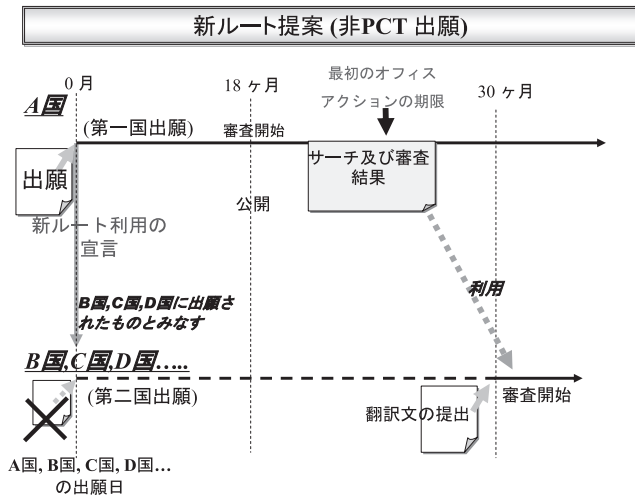 新ルート提案 (非PCT 出願)
0 月
18 ヶ月
最初のオフィス
アクションの期限
30 ヶ月
A国
(第一国出願)
審査開始
サーチ及び審査
結果
出願
公開
新ルート利用の
宣言
利用
B国,C国,D国に出願さ
れたものとみなす
B国,C国,D国…..
(第二国出願)
審査開始
翻訳文の提出
A国, B国, C国, D国…
の出願日